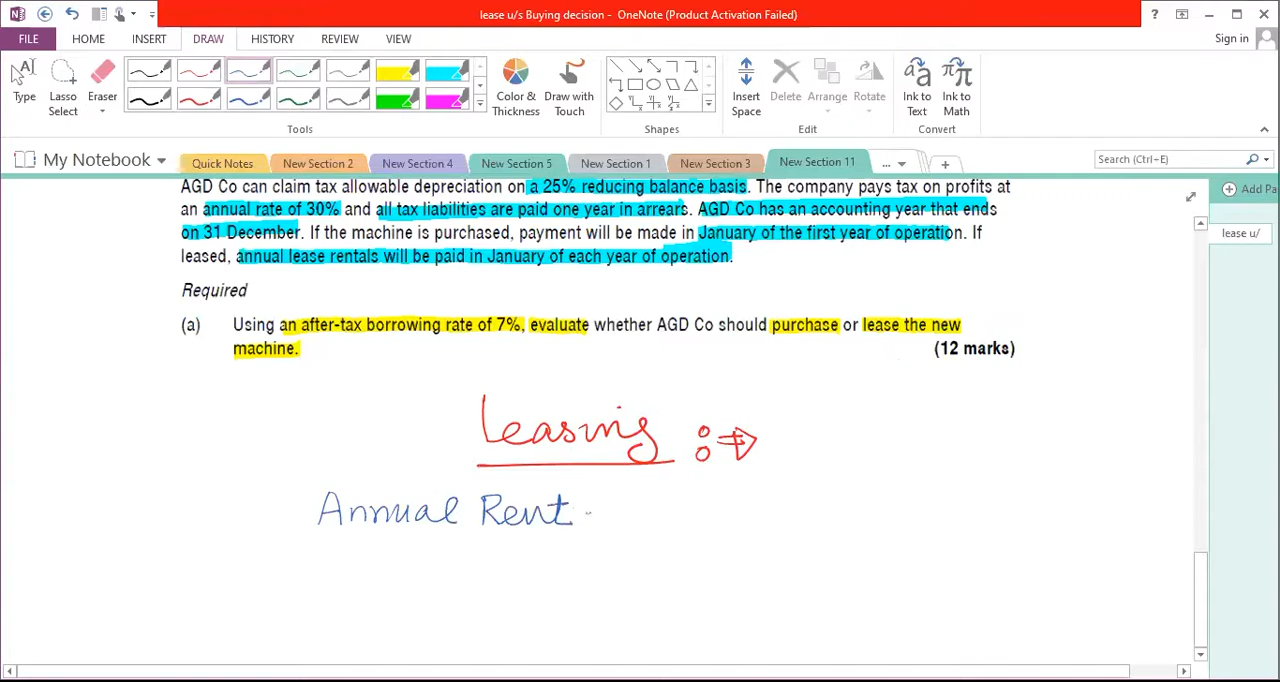 lease u/s Buying decision - OneNote (Product Activation Failed)
FILE HOME INSERT DRAW HISTORY REVIEW VIEW
Sign in
Type Lasso Select Eraser Color & Thickness Draw with Touch Insert Space Delete Arrange Rotate Ink to Text Ink to Math
Tools Shapes Edit Convert
My Notebook Quick Notes New Section 2 New Section 4 New Section 5 New Section 1 New Section 3 New Section 11 ... Search (Ctrl+E)
AGD Co can claim tax allowable depreciation on a 25% reducing balance basis. The company pays tax on profits at
Add Pa
an annual rate of 30% and all tax liabilities are paid one year in arrears. AGD Co has an accounting year that ends
on 31 December. If the machine is purchased, payment will be made in January of the first year of operation. If
lease u/
leased, annual lease rentals will be paid in January of each year of operation.
Required
(a) Using an after-tax borrowing rate of 7%, evaluate whether AGD Co should purchase or lease the new
machine. (12 marks)
Leasing :⇒
Annual Rent